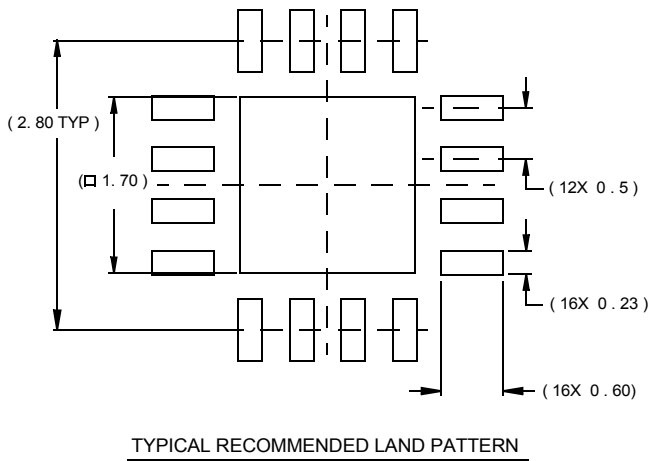 ( 2. 80 TYP )
(□ 1. 70 )
( 12X 0 . 5 )
( 16X 0 . 23 )
( 16X 0 . 60)
TYPICAL RECOMMENDED LAND PATTERN